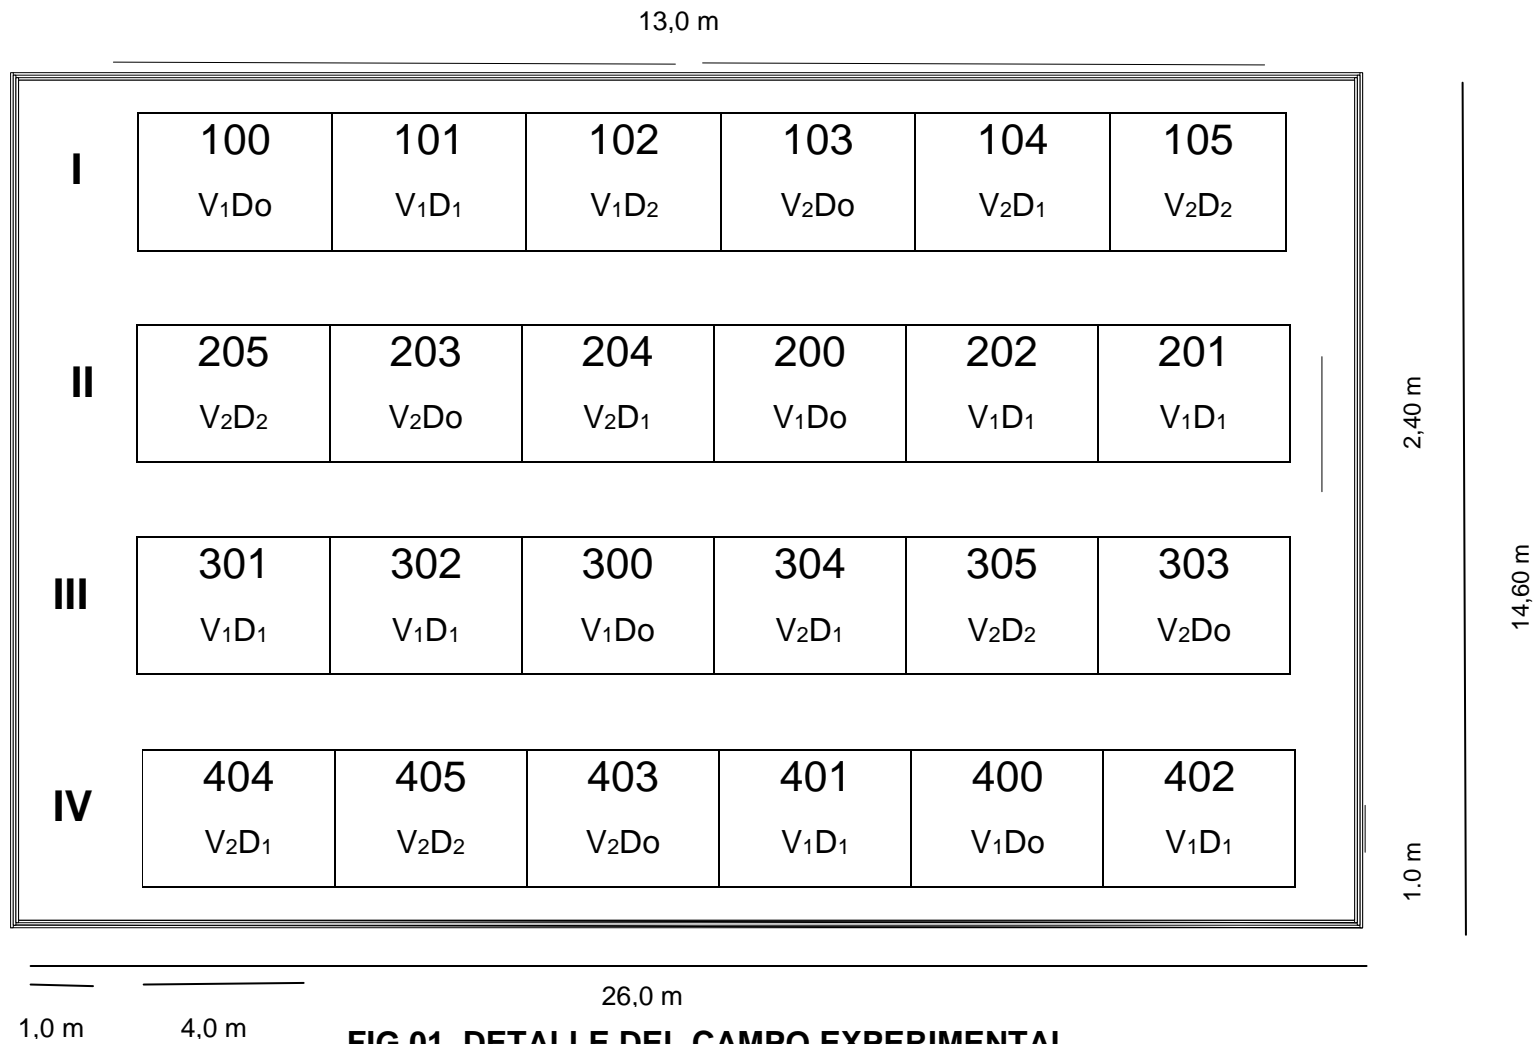 13,0 m
I
100 101 102 103 104 105
V₁Do V₁D₁ V₁D₂ V₂Do V₂D₁ V₂D₂
II
205 203 204 200 202 201
V₂D₂ V₂Do V₂D₁ V₁Do V₁D₁ V₁D₁
2,40 m
III
301 302 300 304 305 303
V₁D₁ V₁D₁ V₁Do V₂D₁ V₂D₂ V₂Do
14,60 m
IV
404 405 403 401 400 402
V₂D₁ V₂D₂ V₂Do V₁D₁ V₁Do V₁D₁
1.0 m
26,0 m
1,0 m 4,0 m
FIG 01. DETALLE DEL CAMPO EXPERIMENTAL